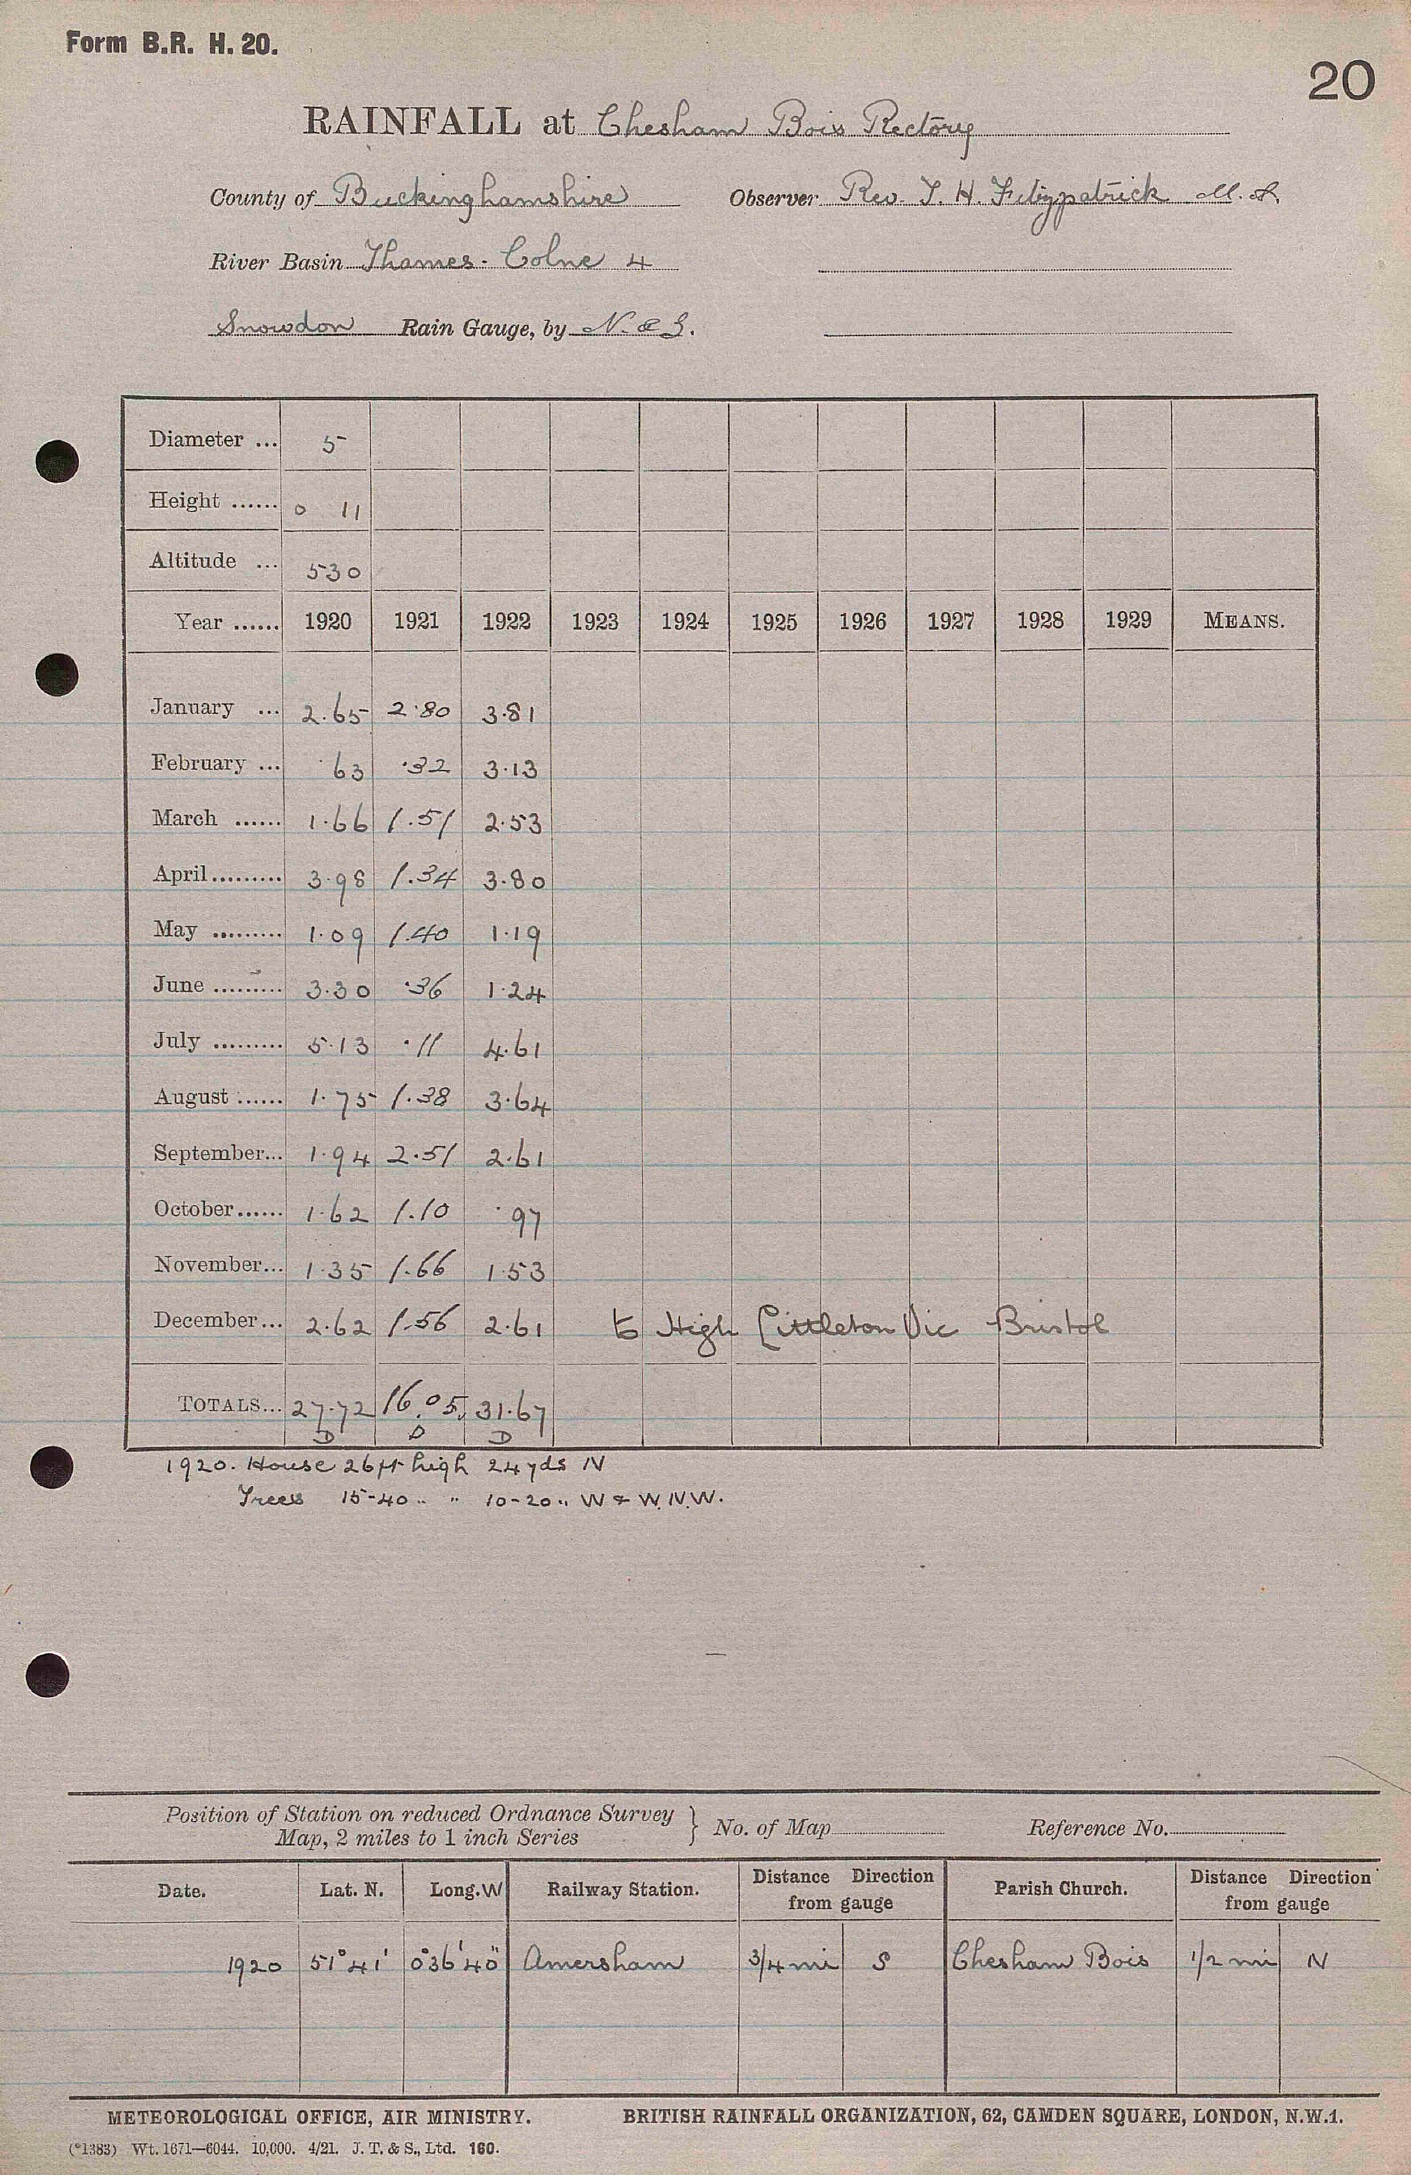 Form B.R. H. 20.
20
RAINFALL at Chesham Bois Rectory
County of Buckinghamshire Observer Rev. T. H. Fitzpatrick M.A
River Basin Thames - Colne 4
Snowdon Rain Gauge, by N. & Z.
Diameter ... 5
Height ...... 0 11
Altitude ... 530
Year ...... 1920 1921 1922 1923 1924 1925 1926 1927 1928 1929 MEANS.
January ... 2.65 2.80 3.81
February ... .63 .32 3.13
March ...... 1.66 1.51 2.53
April......... 3.98 1.34 3.80
May ......... 1.09 1.40 1.19
June ......... 3.30 .36 1.24
July ......... 5.13 .11 4.61
August ...... 1.75 1.38 3.64
September... 1.94 2.51 2.61
October...... 1.62 1.10 .97
November... 1.35 1.66 1.53
December... 2.62 1.56 2.61 to High Littleton Vic Bristol
TOTALS... 27.72 16.05 31.67
D D D
1920. House 26 ft high 24 yds N
Trees 15-40 " " 10-20 " W & W.N.W.
Position of Station on reduced Ordnance Survey
Map, 2 miles to 1 inch Series } No. of Map Reference No.
Date. Lat. N. Long. W Railway Station. Distance Direction from gauge Parish Church. Distance Direction from gauge
1920 51° 41' 0° 36' 40" Amersham 3/4 mi S Chesham Bois 1/2 mi N
METEOROLOGICAL OFFICE, AIR MINISTRY. BRITISH RAINFALL ORGANIZATION, 62, CAMDEN SQUARE, LONDON, N.W.1.
(*1383) Wt. 1671—6044. 10,000. 4/21. J. T. & S., Ltd. 160.